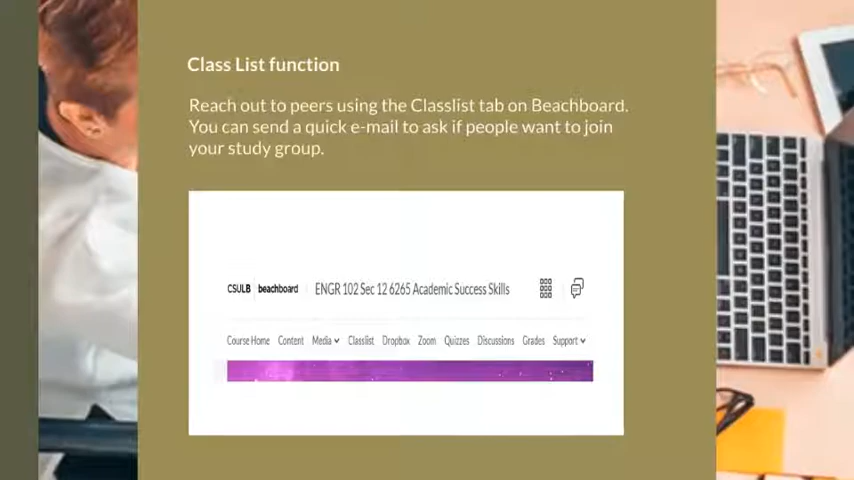 Class List function
Reach out to peers using the Classlist tab on Beachboard.
You can send a quick e-mail to ask if people want to join
your study group.
CSULB beachboard ENGR 102 Sec 12 6265 Academic Success Skills
Course Home Content Media Classlist Dropbox Zoom Quizzes Discussions Grades Support